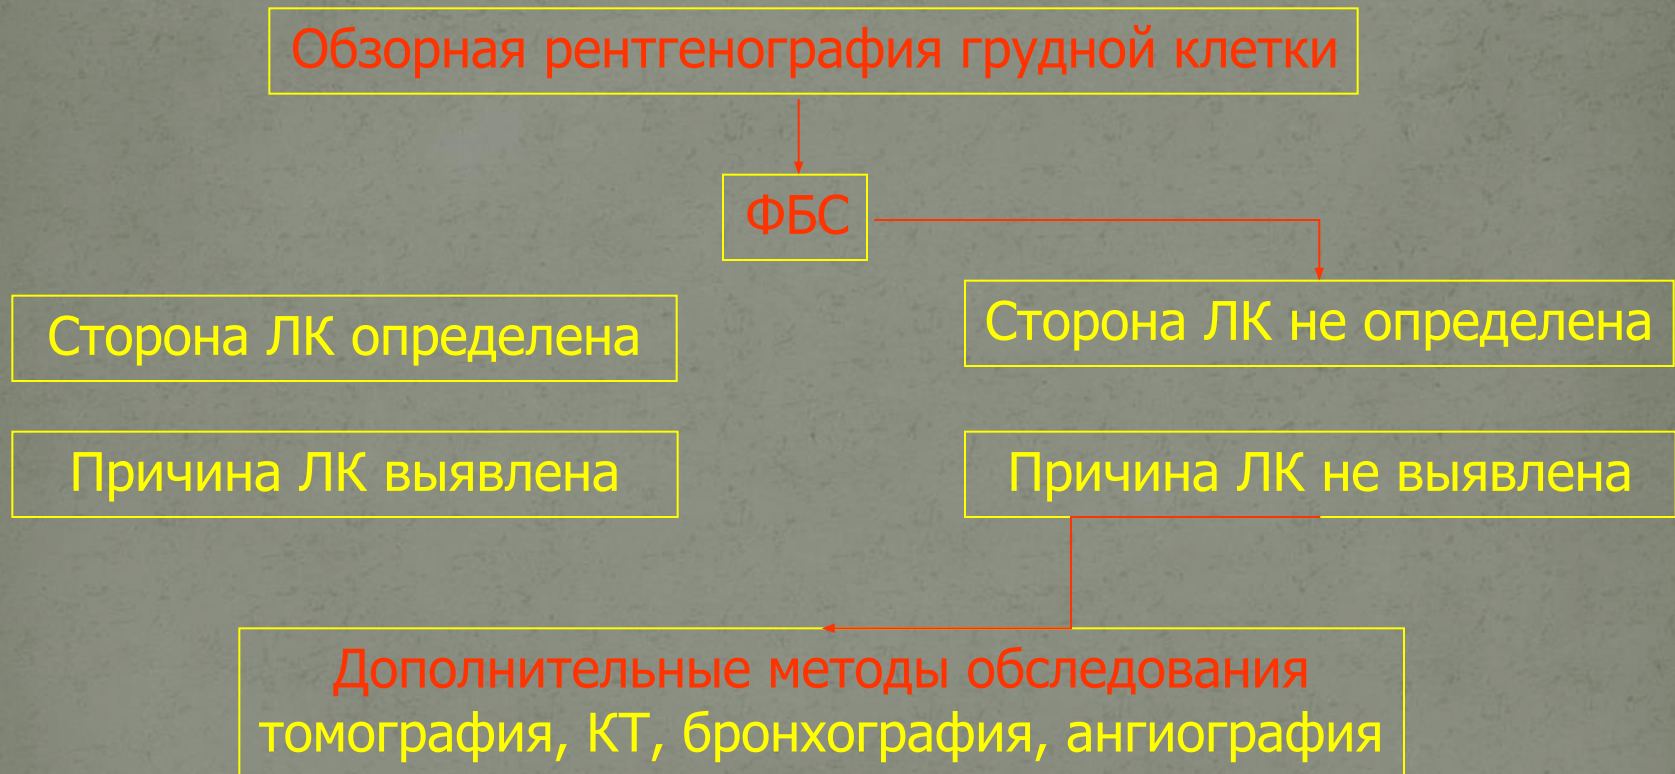 Обзорная рентгенография грудной клетки
ФБС
Сторона ЛК определена
Сторона ЛК не определена
Причина ЛК выявлена
Причина ЛК не выявлена
Дополнительные методы обследования
томография, КТ, бронхография, ангиография